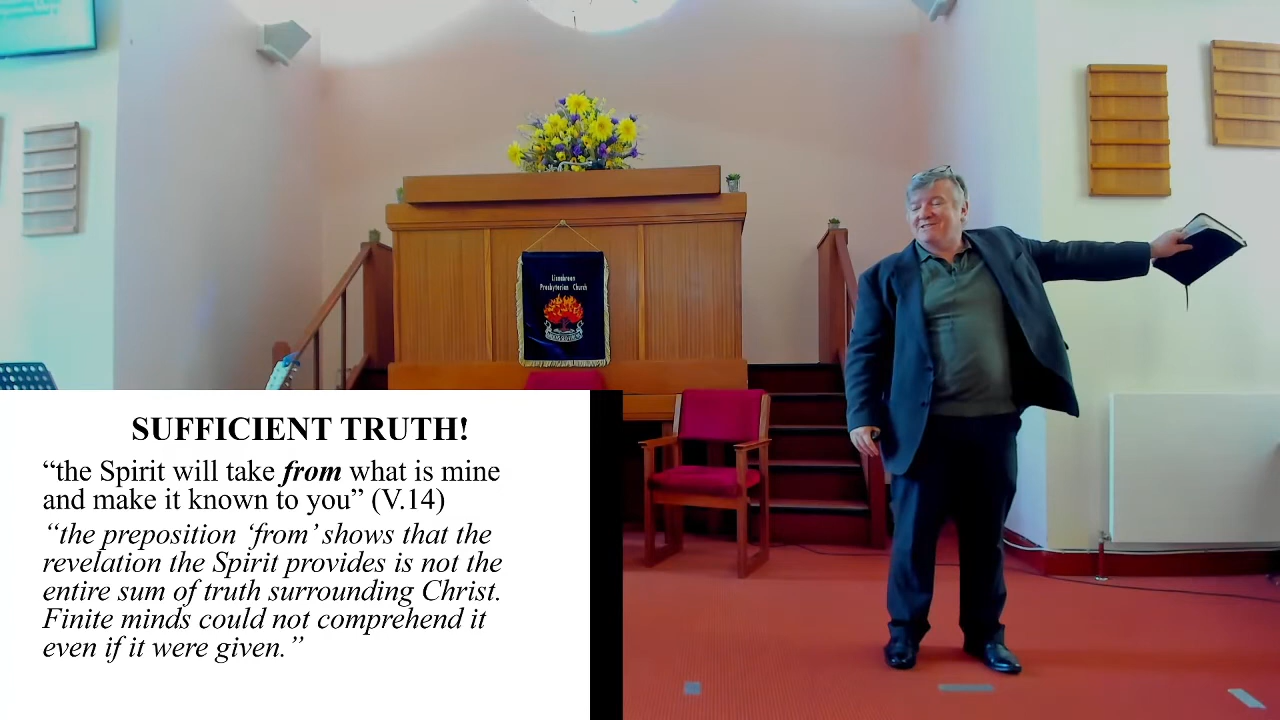 Lisnabreen
Presbyterian Church
SUFFICIENT TRUTH!
“the Spirit will take from what is mine
and make it known to you” (V.14)
“the preposition ‘from’ shows that the
revelation the Spirit provides is not the
entire sum of truth surrounding Christ.
Finite minds could not comprehend it
even if it were given.”